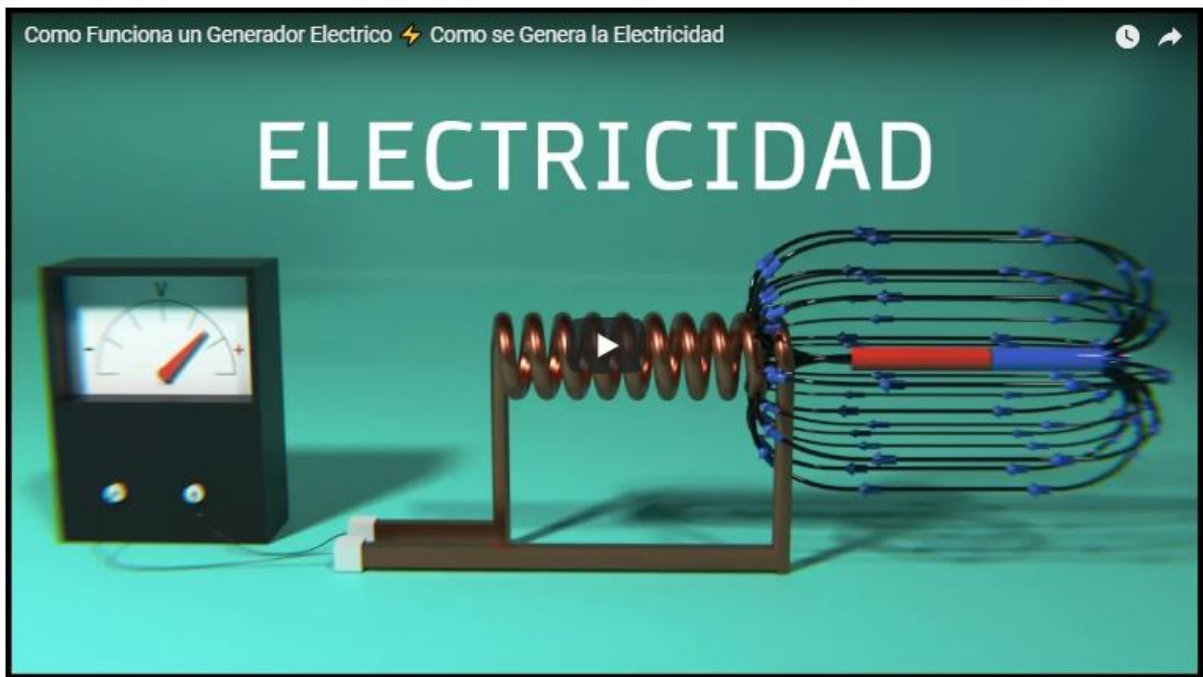 Como Funciona un Generador Electrico ⚡ Como se Genera la Electricidad
ELECTRICIDAD
V
- +